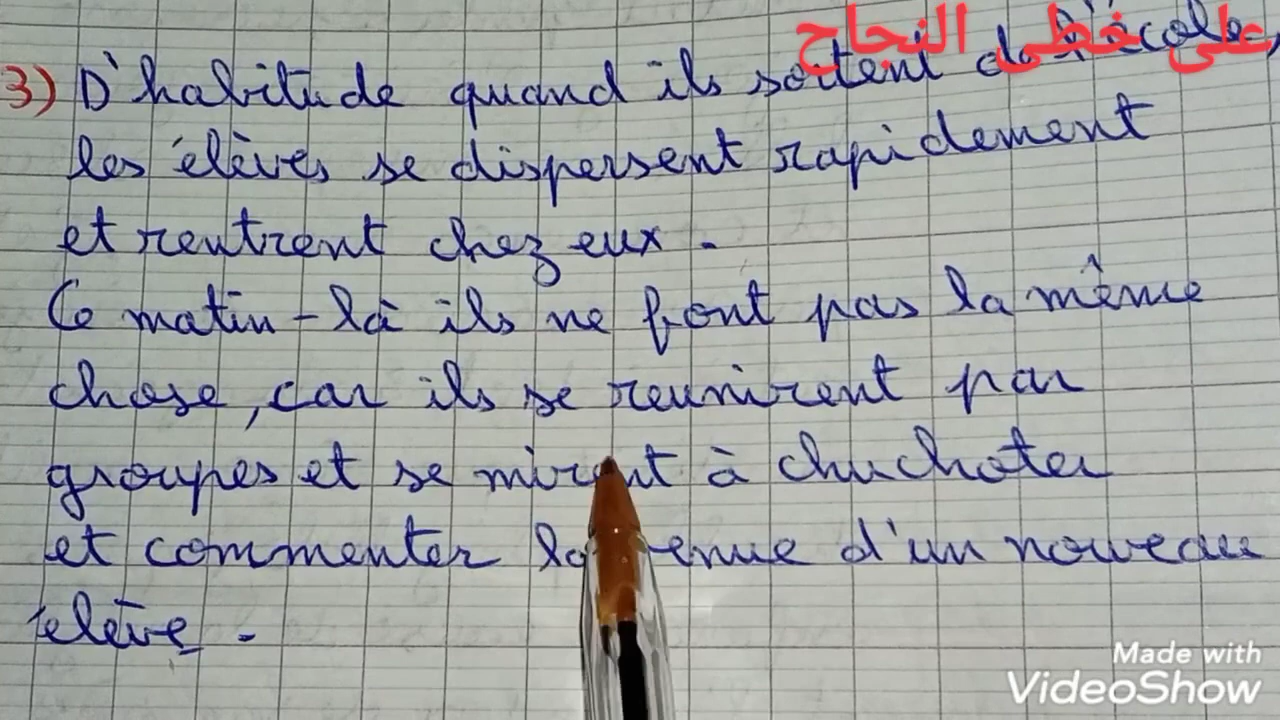 على خطى النجاح
3) D'habitude quand ils sortent de l'école,
les élèves se dispersent rapidement
et rentrent chez eux.
Ce matin-là ils ne font pas la même
chose, car ils se reunirent par
groupes et se mirent à chuchoter
et commenter la venue d'un nouveau
élève.
Made with
VideoShow